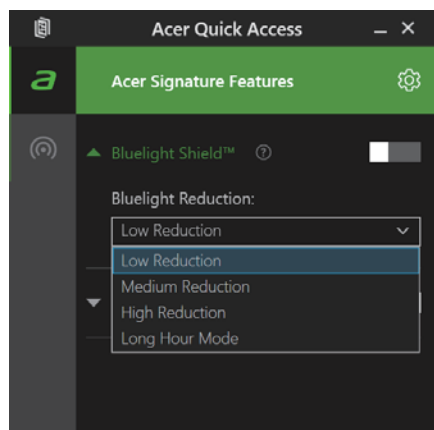 Acer Quick Access
a
Acer Signature Features
Bluelight Shield™ ?
Bluelight Reduction:
Low Reduction
Low Reduction
Medium Reduction
High Reduction
Long Hour Mode